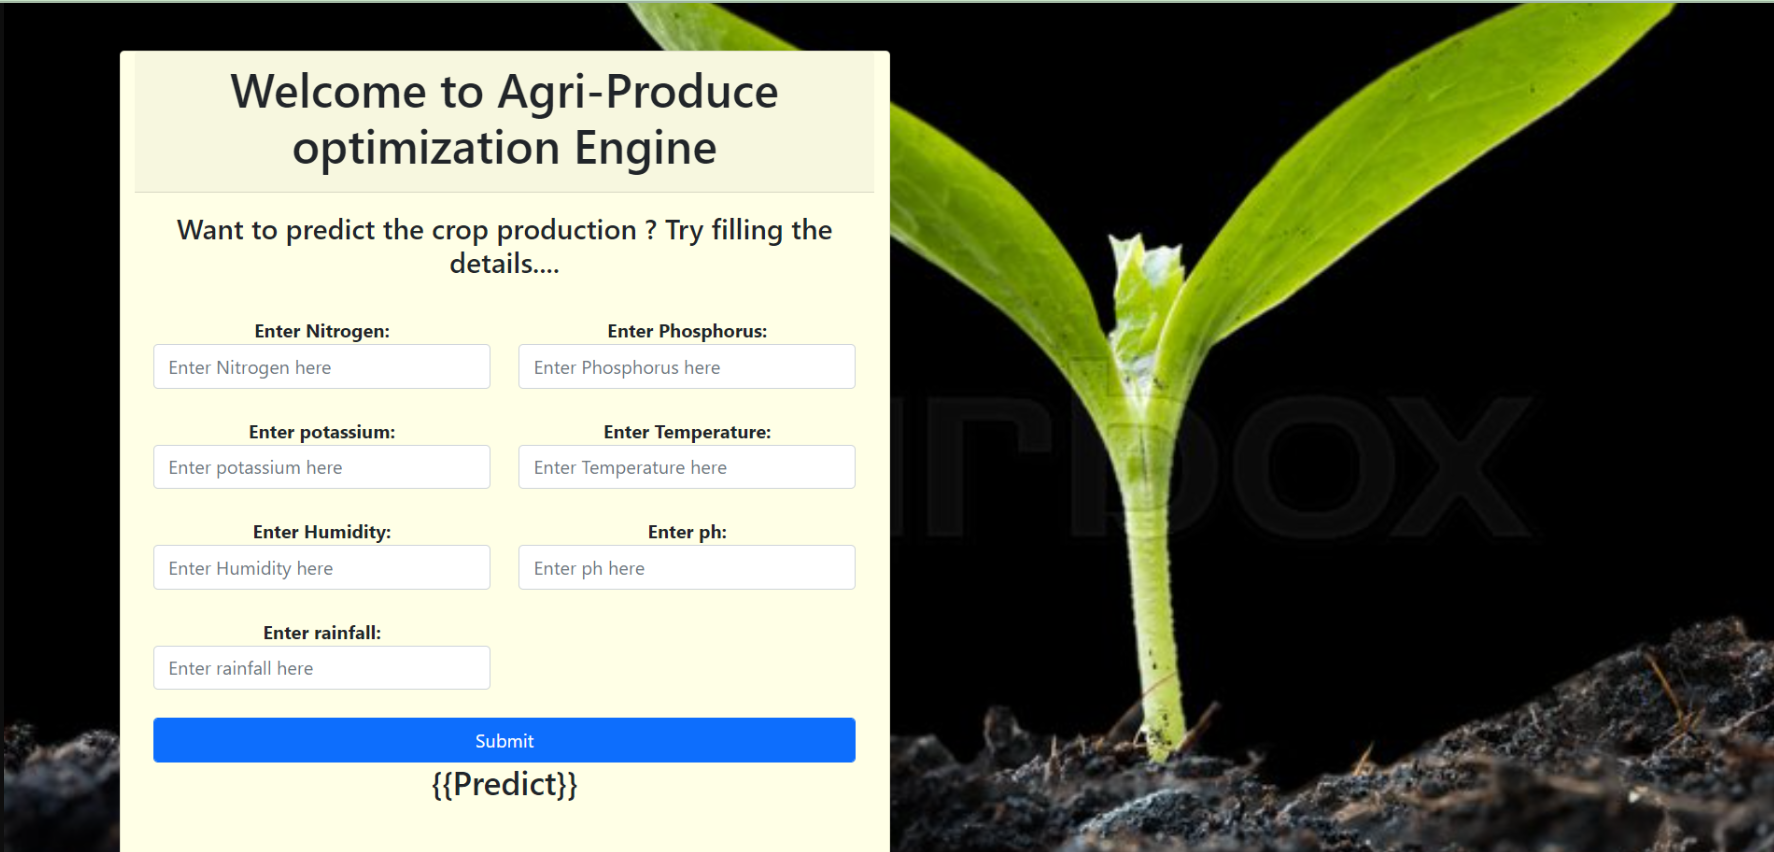 Welcome to Agri-Produce
optimization Engine
Want to predict the crop production ? Try filling the
details....
Enter Nitrogen:
Enter Phosphorus:
Enter Nitrogen here
Enter Phosphorus here
Enter potassium:
Enter Temperature:
Enter potassium here
Enter Temperature here
Enter Humidity:
Enter ph:
Enter Humidity here
Enter ph here
Enter rainfall:
Enter rainfall here
Submit
{{Predict}}